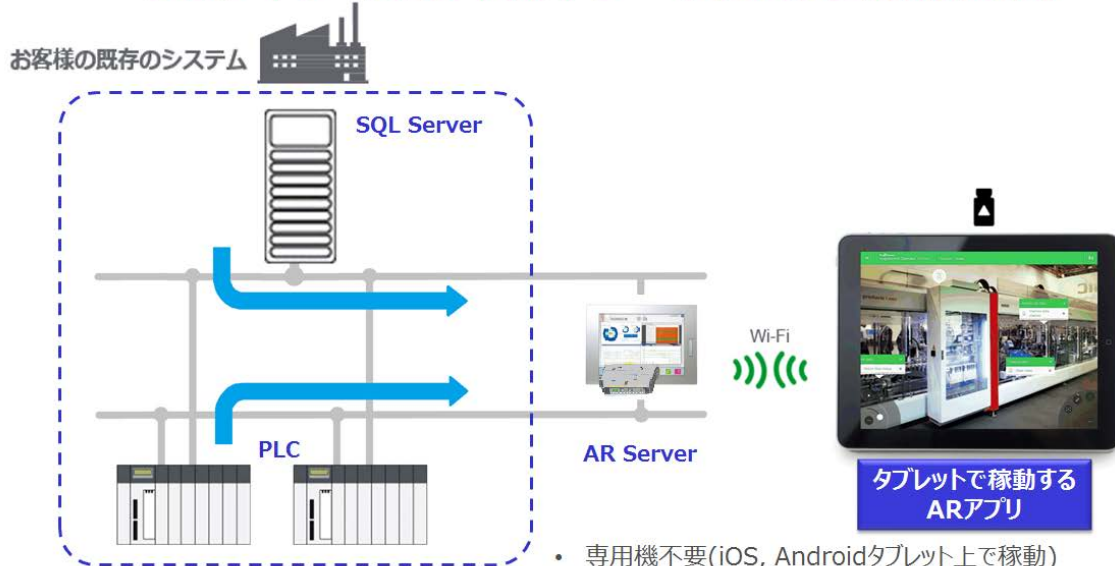 お客様の既存のシステム
SQL Server
Wi-Fi
PLC
AR Server
タブレットで稼動する
ARアプリ
• 専用機不要(iOS, Androidタブレット上で稼動)